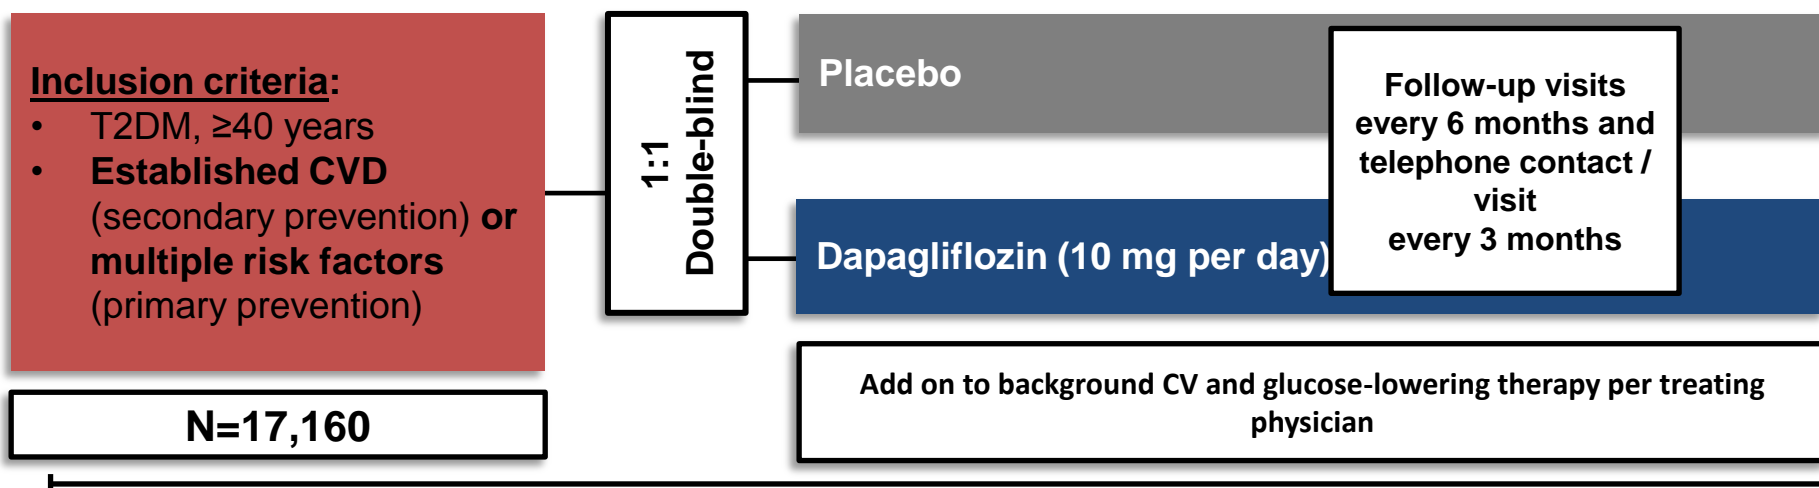 Inclusion criteria:
• T2DM, ≥40 years
• Established CVD
(secondary prevention) or
multiple risk factors
(primary prevention)
N=17,160
1:1
Double-blind
Placebo
Dapagliflozin (10 mg per day)
Follow-up visits
every 6 months and
telephone contact /
visit
every 3 months
Add on to background CV and glucose-lowering therapy per treating
physician